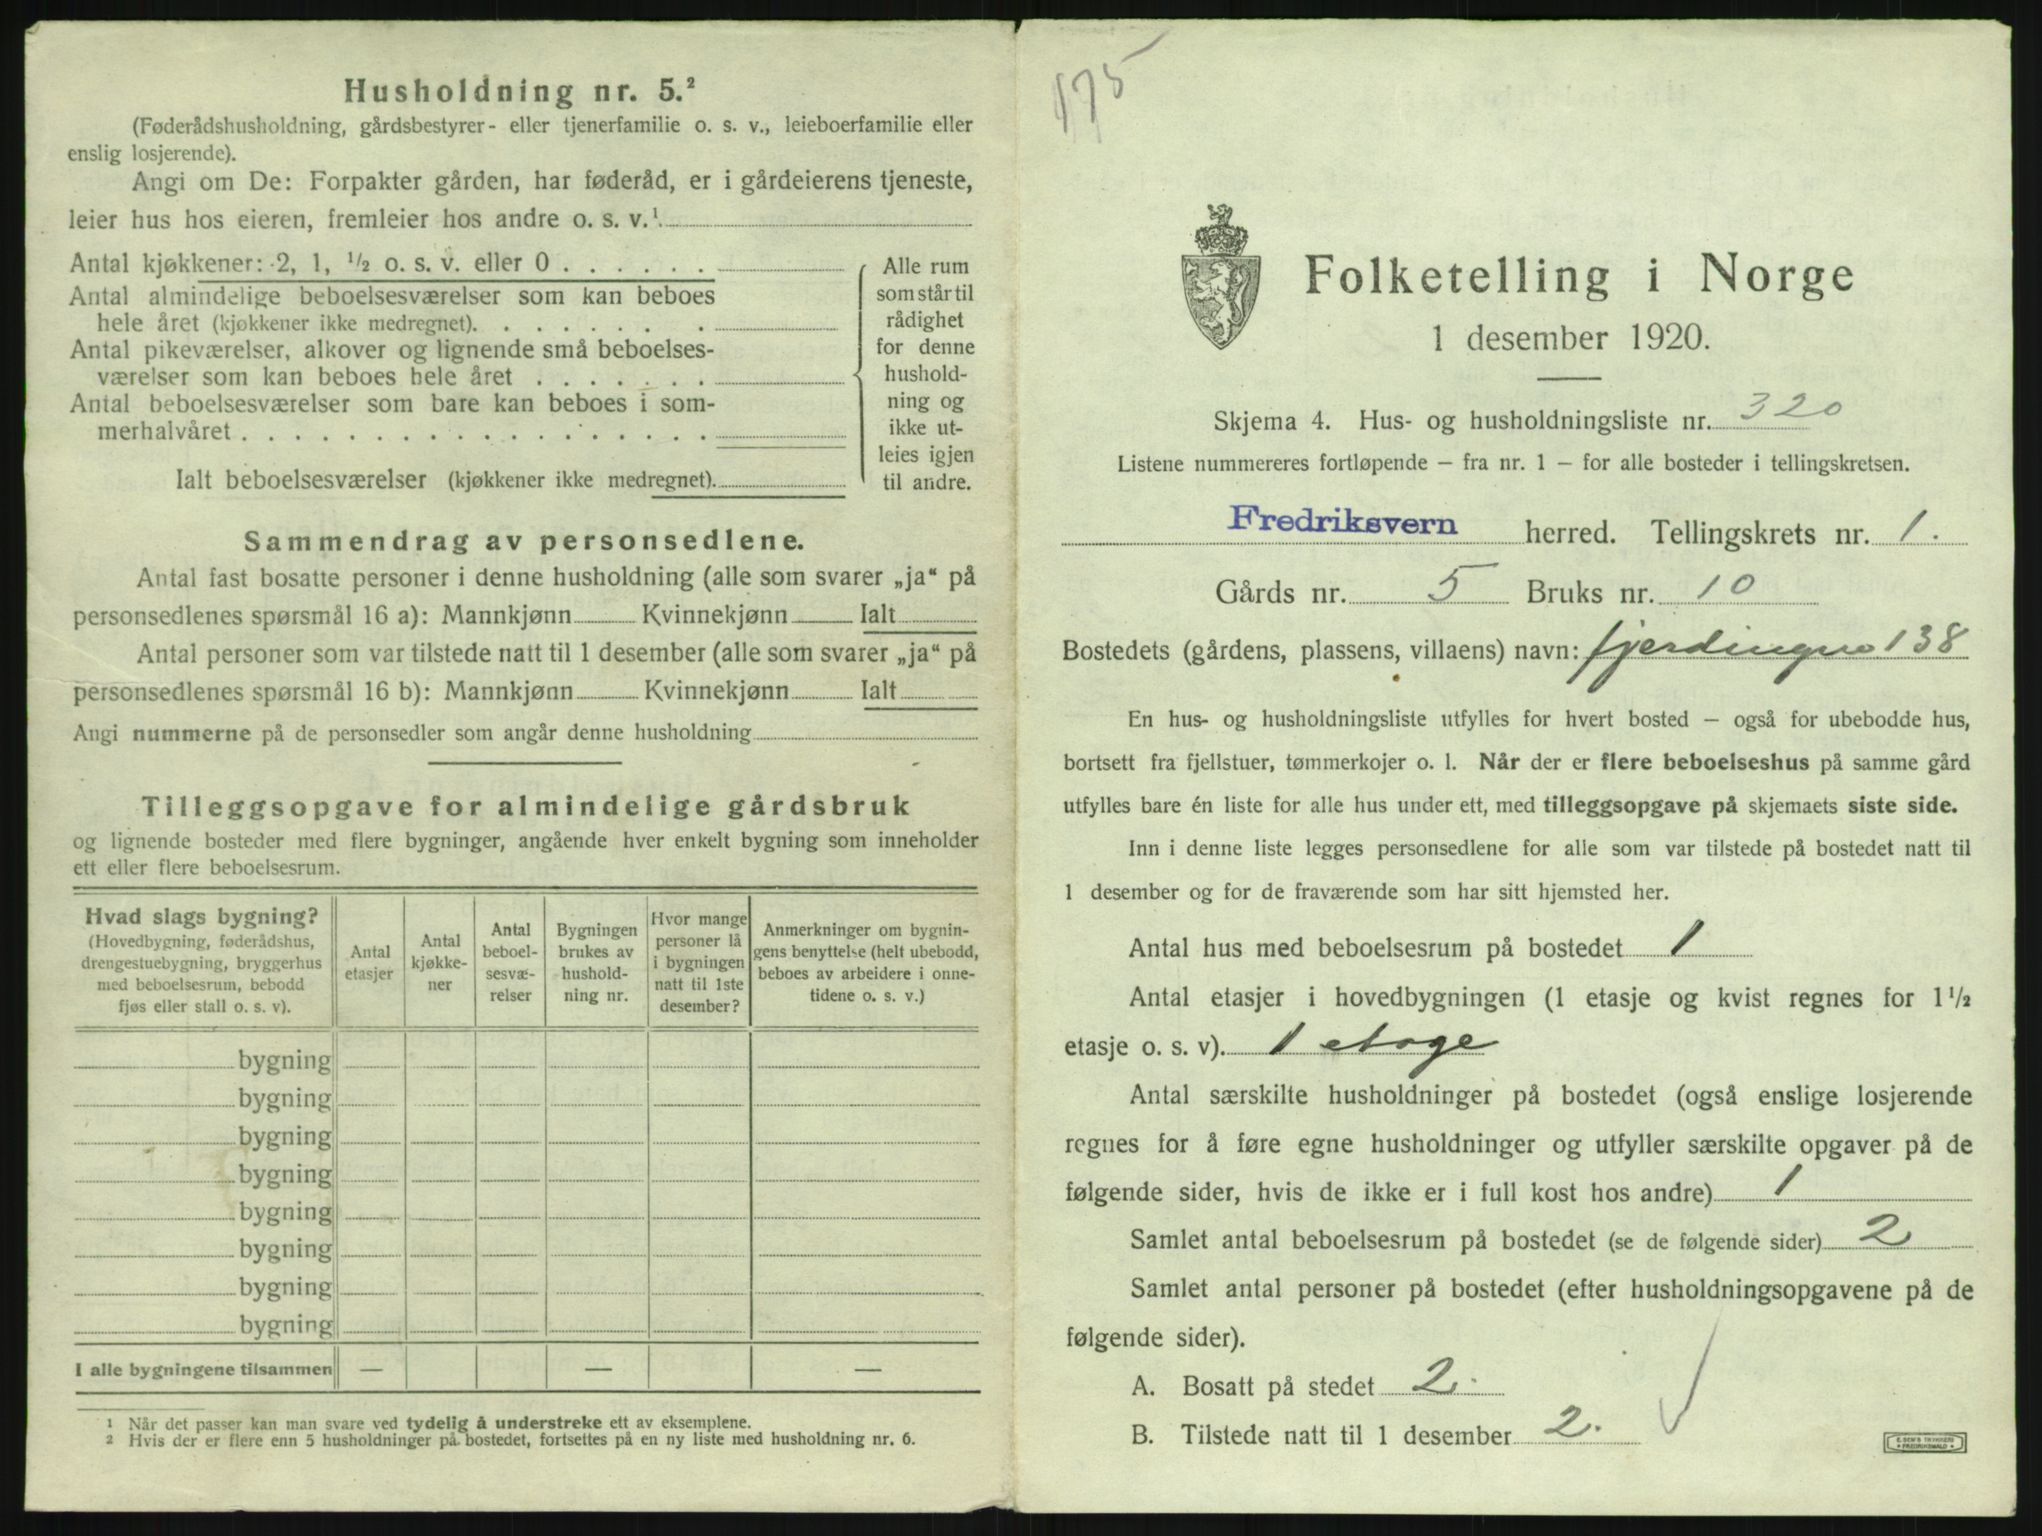 Husholdning nr. 5.²
(Føderådshusholdning, gårdsbestyrer- eller tjenerfamilie o. s. v., leieboerfamilie eller
enslig losjerende).
Angi om De: Forpakter gården, har føderåd, er i gårdeierens tjeneste,
leier hus hos eieren, fremleier hos andre o. s. v.¹
Antal kjøkkener: 2, 1, ½ o. s. v. eller 0 . . . . . .
Antal almindelige beboelsesværelser som kan beboes
hele året (kjøkkener ikke medregnet). . . . . . . .
Antal pikeværelser, alkover og lignende små beboelses-
værelser som kan beboes hele året . . . . . . .
Antal beboelsesværelser som bare kan beboes i som-
merhalvåret . . . . . . . . . . . . . . . . . .
Ialt beboelsesværelser (kjøkkener ikke medregnet).
Alle rum
som står til
rådighet
for denne
hushold-
ning og
ikke ut-
leies igjen
til andre.
Sammendrag av personsedlene.
Antal fast bosatte personer i denne husholdning (alle som svarer „ja“ på
personsedlenes spørsmål 16 a): Mannkjønn Kvinnekjønn Ialt
Antal personer som var tilstede natt til 1 desember (alle som svarer „ja“ på
personsedlenes spørsmål 16 b): Mannkjønn Kvinnekjønn Ialt
Angi nummerne på de personsedler som angår denne husholdning
Tilleggsopgave for almindelige gårdsbruk
og lignende bosteder med flere bygninger, angående hver enkelt bygning som inneholder
ett eller flere beboelsesrum.
Hvad slags bygning?
(Hovedbygning, føderådshus,
drengestuebygning, bryggerhus
med beboelsesrum, bebodd
fjøs eller stall o. s. v).
Antal
etasjer
Antal
kjøkke-
ner
Antal
beboel-
sesvæ-
relser
Bygningen
brukes av
hushold-
ning nr.
Hvor mange
personer lå
i bygningen
natt til 1ste
desember?
Anmerkninger om bygnin-
gens benyttelse (helt ubebodd,
beboes av arbeidere i onne-
tidene o. s. v.)
bygning
bygning
bygning
bygning
bygning
bygning
bygning
bygning
I alle bygningene tilsammen — — —
¹ Når det passer kan man svare ved tydelig å understreke ett av eksemplene.
² Hvis der er flere enn 5 husholdninger på bostedet, fortsettes på en ny liste med husholdning nr. 6.
175
Folketelling i Norge
1 desember 1920.
Skjema 4. Hus- og husholdningsliste nr. 320
Listene nummereres fortløpende – fra nr. 1 – for alle bosteder i tellingskretsen.
Fredriksvern herred. Tellingskrets nr. 1.
Gårds nr. 5 Bruks nr. 10
Bostedets (gårdens, plassens, villaens) navn: fjerdingne 138
En hus- og husholdningsliste utfylles for hvert bosted – også for ubebodde hus,
bortsett fra fjellstuer, tømmerkojer o. l. Når der er flere beboelseshus på samme gård
utfylles bare én liste for alle hus under ett, med tilleggsopgave på skjemaets siste side.
Inn i denne liste legges personsedlene for alle som var tilstede på bostedet natt til
1 desember og for de fraværende som har sitt hjemsted her.
Antal hus med beboelsesrum på bostedet 1
Antal etasjer i hovedbygningen (1 etasje og kvist regnes for 1½
etasje o. s. v). 1 etage
Antal særskilte husholdninger på bostedet (også enslige losjerende
regnes for å føre egne husholdninger og utfyller særskilte opgaver på de
følgende sider, hvis de ikke er i full kost hos andre) 1
Samlet antal beboelsesrum på bostedet (se de følgende sider) 2
Samlet antal personer på bostedet (efter husholdningsopgavene på de
følgende sider).
A. Bosatt på stedet 2.
B. Tilstede natt til 1 desember 2.